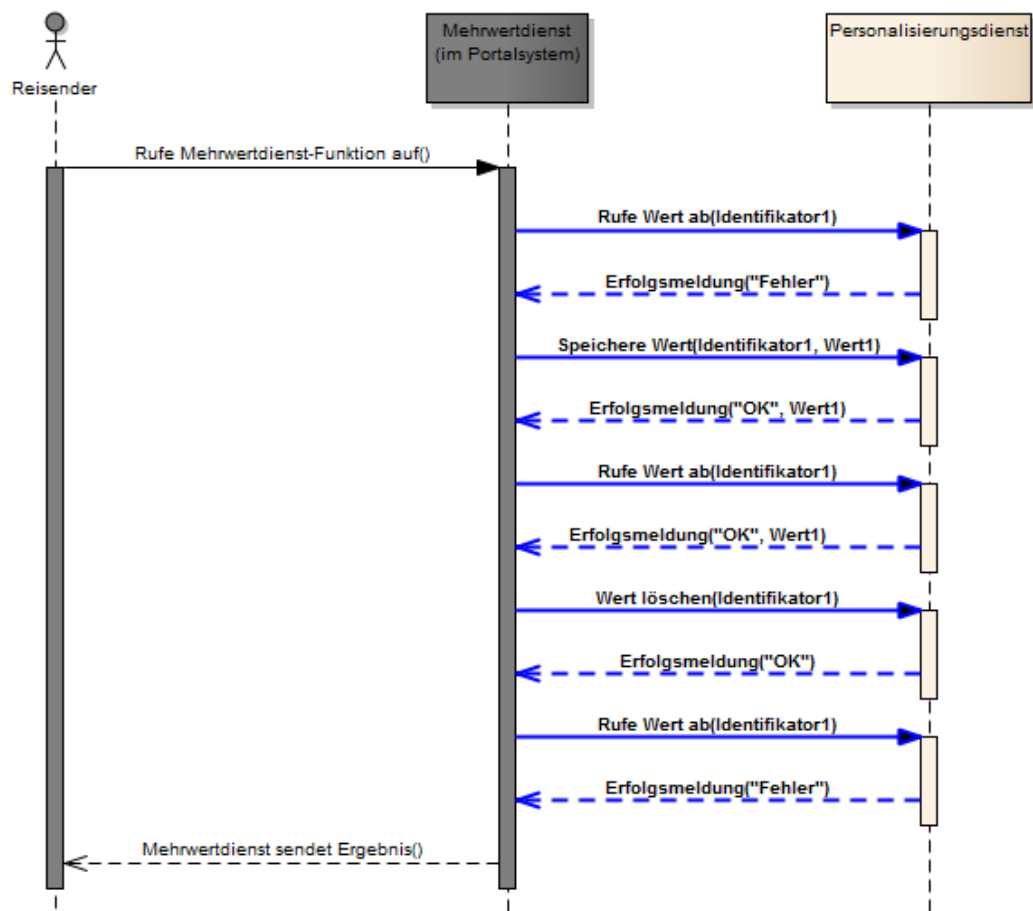 Reisender
Mehrwertdienst
(im Portalsystem)
Personalisierungsdienst
Rufe Mehrwertdienst-Funktion auf()
Rufe Wert ab(Identifikator1)
Erfolgsmeldung("Fehler")
Speichere Wert(Identifikator1, Wert1)
Erfolgsmeldung("OK", Wert1)
Rufe Wert ab(Identifikator1)
Erfolgsmeldung("OK", Wert1)
Wert löschen(Identifikator1)
Erfolgsmeldung("OK")
Rufe Wert ab(Identifikator1)
Erfolgsmeldung("Fehler")
Mehrwertdienst sendet Ergebnis()